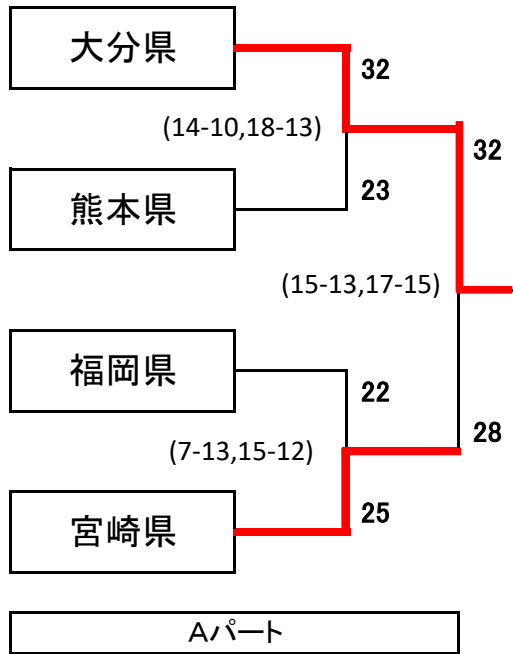 大分県
32
(14-10,18-13)
32
熊本県
23
(15-13,17-15)
福岡県
22
28
(7-13,15-12)
25
宮崎県
Aパート